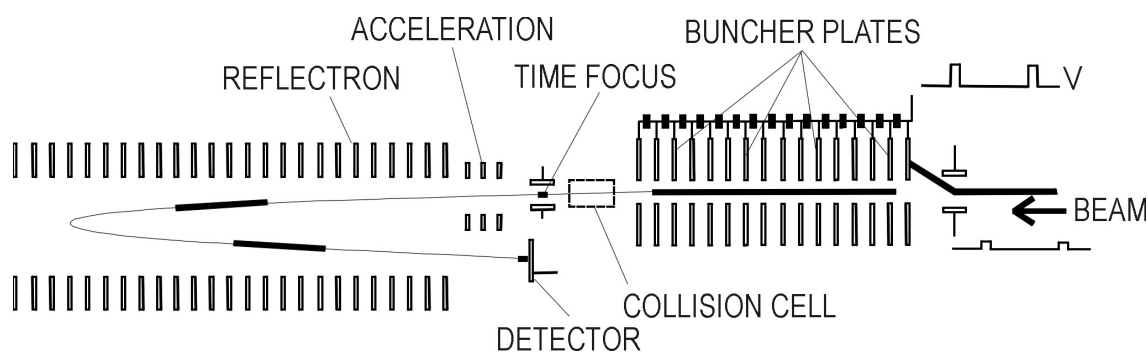 ACCELERATION
BUNCHER PLATES
REFLECTRON
TIME FOCUS
V
BEAM
COLLISION CELL
DETECTOR